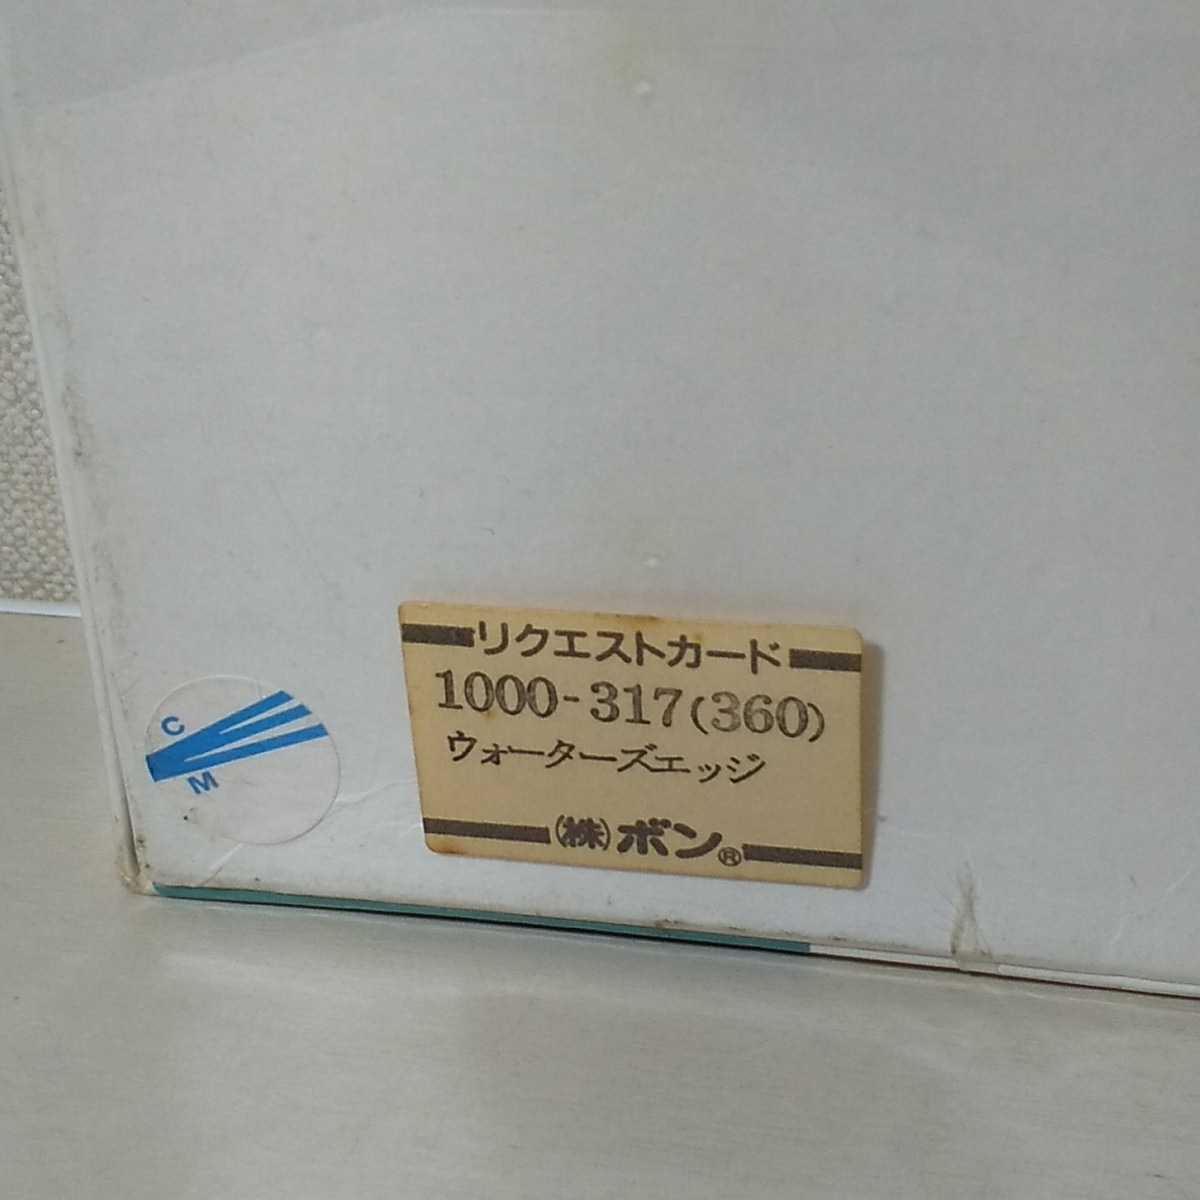 リクエストカード
1000-317(360)
ウォーターズエッジ
(株)ボン®
C
M